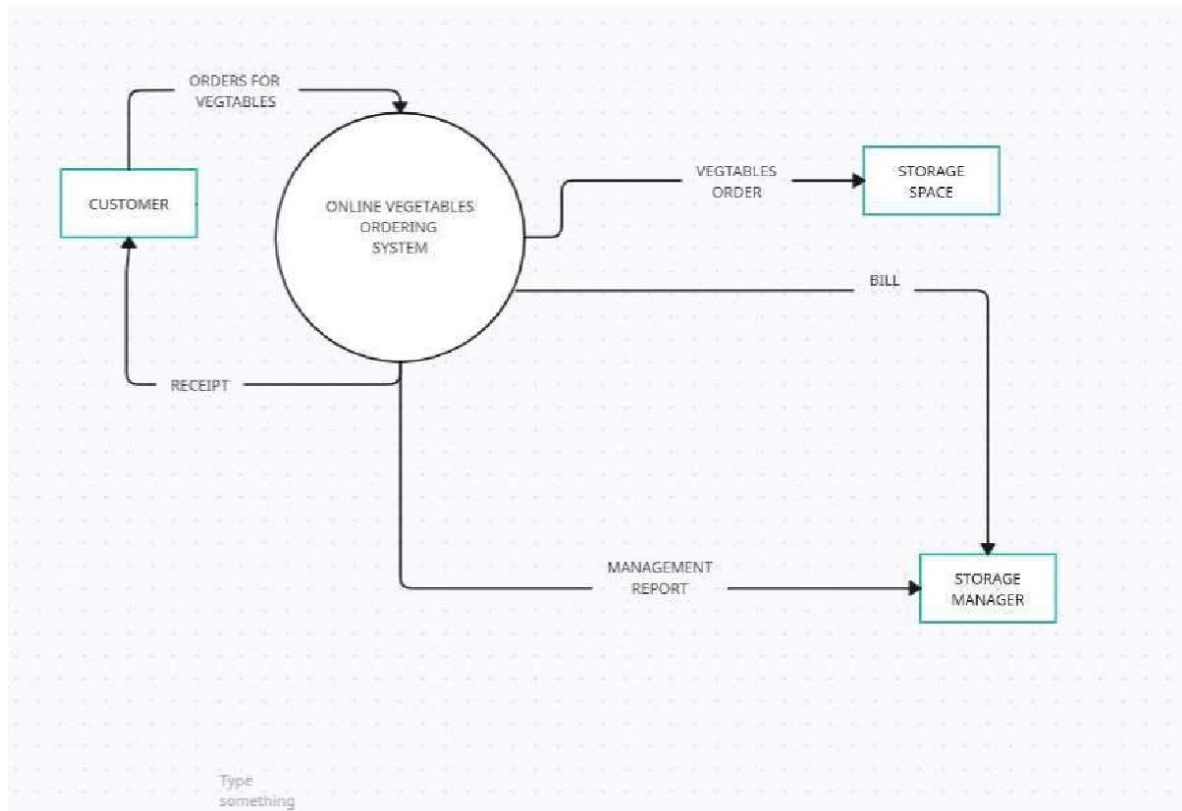 ORDERS FOR
VEGTABLES
CUSTOMER
ONLINE VEGETABLES
ORDERING
SYSTEM
VEGTABLES
ORDER
STORAGE
SPACE
BILL
RECEIPT
MANAGEMENT
REPORT
STORAGE
MANAGER
Type
something